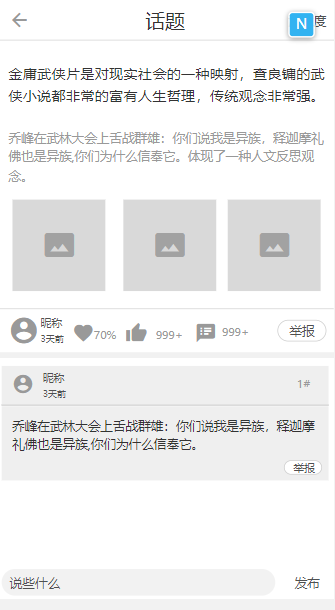 话题
N
度
金庸武侠片是对现实社会的一种映射，查良镛的武
侠小说都非常的富有人生哲理，传统观念非常强。
乔峰在武林大会上舌战群雄：你们说我是异族，释迦摩礼
佛也是异族,你们为什么信奉它。体现了一种人文反思观
念。
昵称
3天前
70%
999+
999+
举报
昵称
3天前
1#
乔峰在武林大会上舌战群雄：你们说我是异族，释迦摩
礼佛也是异族,你们为什么信奉它。
举报
说些什么
发布